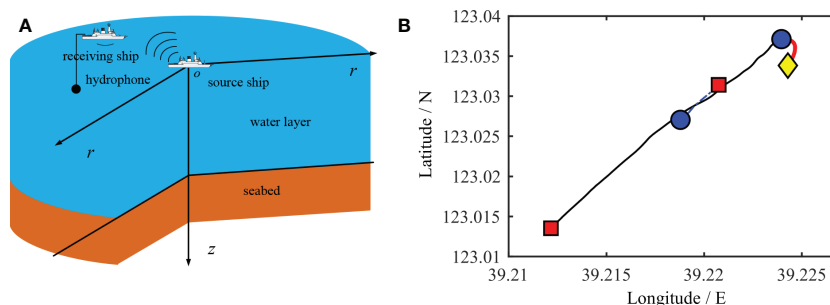 A
receiving ship
hydrophone
o
source ship
r
r
water layer
seabed
z
B
123.04
123.035
123.03
123.025
123.02
123.015
123.01
Latitude / N
39.21
39.215
39.22
39.225
Longitude / E